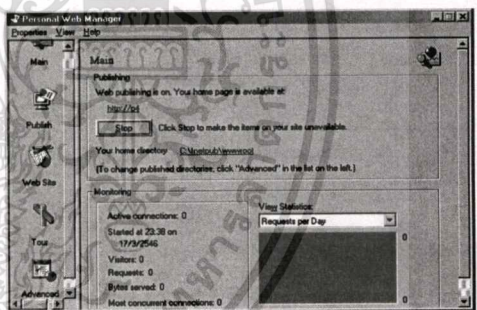 Personal Web Manager
Properties View Help
Main
Publish
Web Site
Tour
Advanced
Main
Publishing
Web publishing is on. Your home page is available at:
http://p4
Stop Click Stop to make the items on your site unavailable.
Your home directory C:\Inetpub\wwwroot
(To change published directories, click "Advanced" in the list on the left.)
Monitoring
Active connections: 0
Started at 23:38 on
17/3/2546
Visitors: 0
Requests: 0
Bytes served: 0
Most concurrent connections: 0
View Statistics:
Requests per Day
0
0